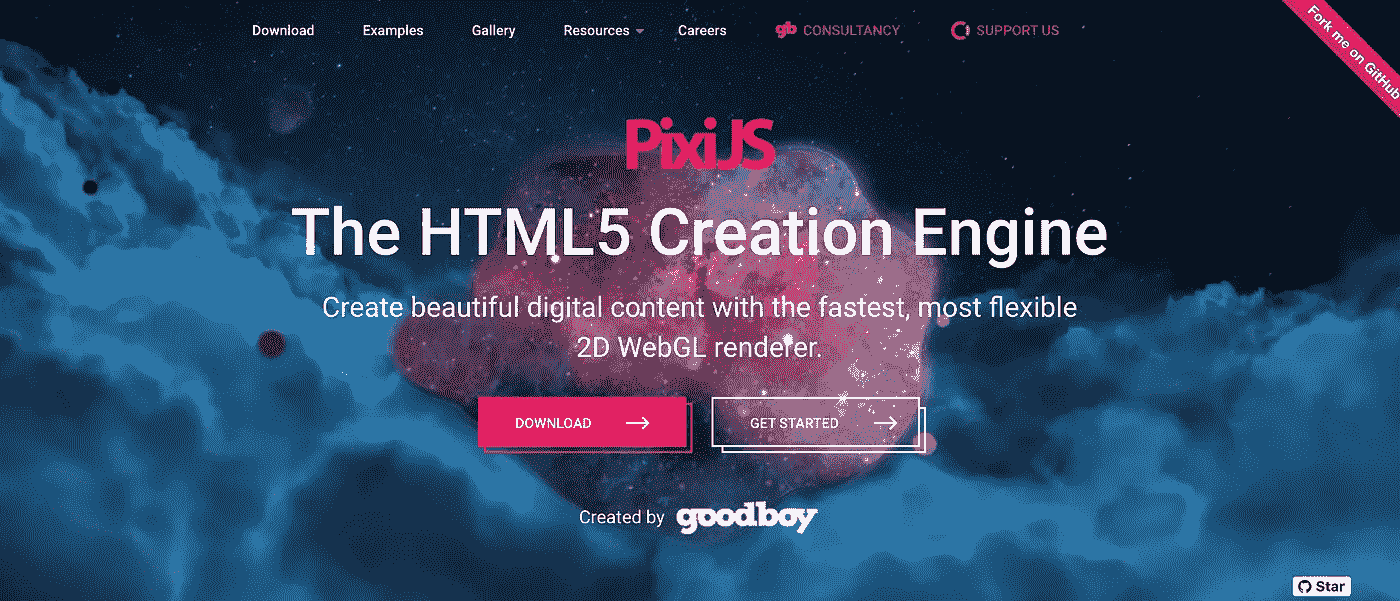 Download Examples Gallery Resources Careers gb CONSULTANCY SUPPORT US
Fork me on GitHub
PixiJS
The HTML5 Creation Engine
Create beautiful digital content with the fastest, most flexible
2D WebGL renderer.
DOWNLOAD GET STARTED
Created by goodboy
Star